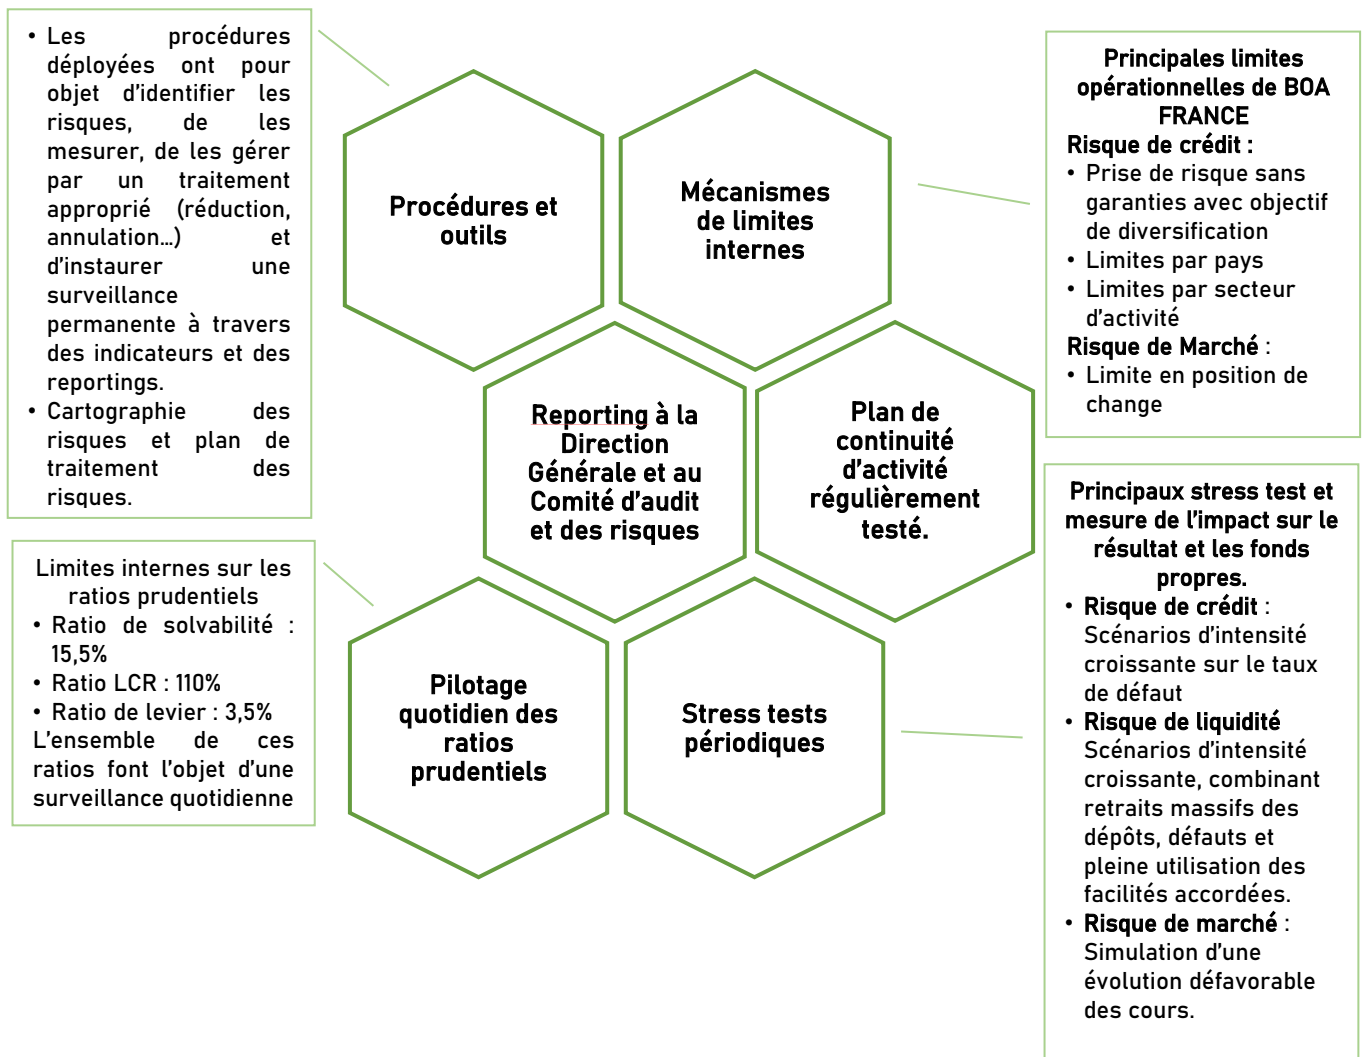 • Les procédures
déployées ont pour
objet d'identifier les
risques, de les
mesurer, de les gérer
par un traitement
approprié (réduction,
annulation…) et
d'instaurer une
surveillance
permanente à travers
des indicateurs et des
reportings.
• Cartographie des
risques et plan de
traitement des
risques.
Procédures et
outils
Mécanismes
de limites
internes
Principales limites
opérationnelles de BOA
FRANCE
Risque de crédit :
• Prise de risque sans
garanties avec objectif
de diversification
• Limites par pays
• Limites par secteur
d'activité
Risque de Marché :
• Limite en position de
change
Reporting à la
Direction
Générale et au
Comité d'audit
et des risques
Plan de
continuité
d'activité
régulièrement
testé.
Limites internes sur les
ratios prudentiels
• Ratio de solvabilité :
15,5%
• Ratio LCR : 110%
• Ratio de levier : 3,5%
L'ensemble de ces
ratios font l'objet d'une
surveillance quotidienne
Pilotage
quotidien des
ratios
prudentiels
Stress tests
périodiques
Principaux stress test et
mesure de l'impact sur le
résultat et les fonds
propres.
• Risque de crédit :
Scénarios d'intensité
croissante sur le taux
de défaut
• Risque de liquidité
Scénarios d'intensité
croissante, combinant
retraits massifs des
dépôts, défauts et
pleine utilisation des
facilités accordées.
• Risque de marché :
Simulation d'une
évolution défavorable
des cours.